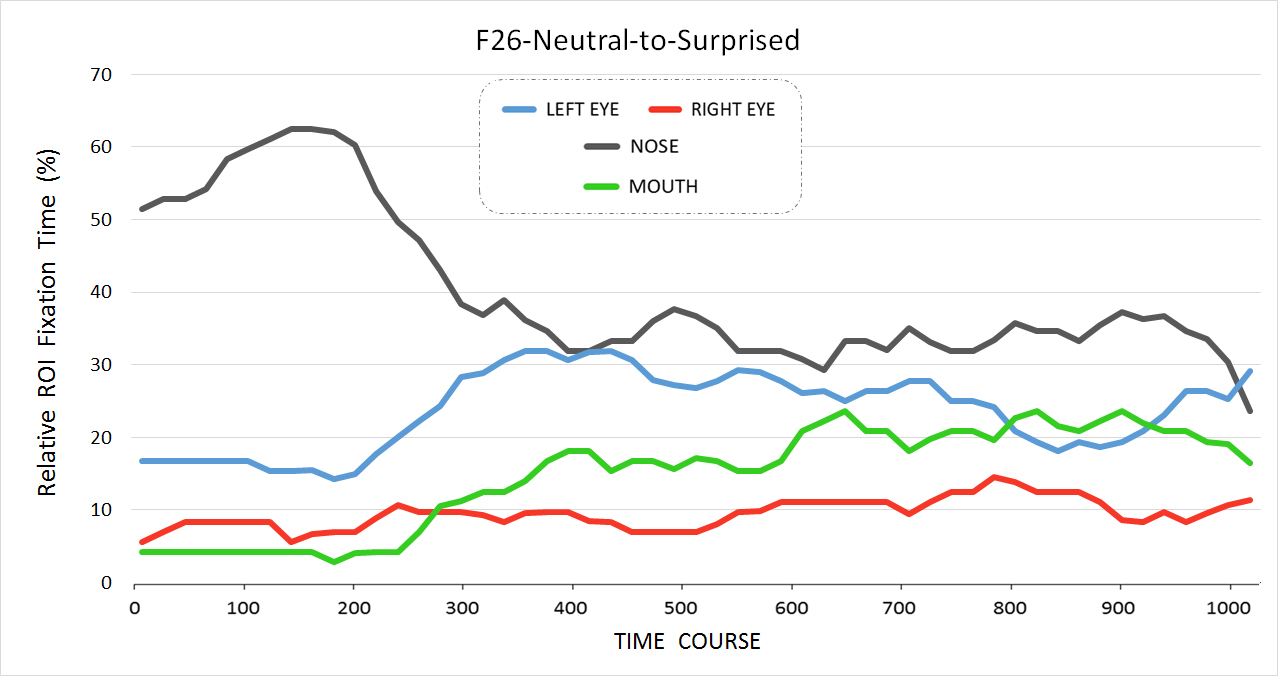 F26-Neutral-to-Surprised
LEFT EYE RIGHT EYE
NOSE
MOUTH
Relative ROI Fixation Time (%)
70
60
50
40
30
20
10
0
0 100 200 300 400 500 600 700 800 900 1000
TIME COURSE